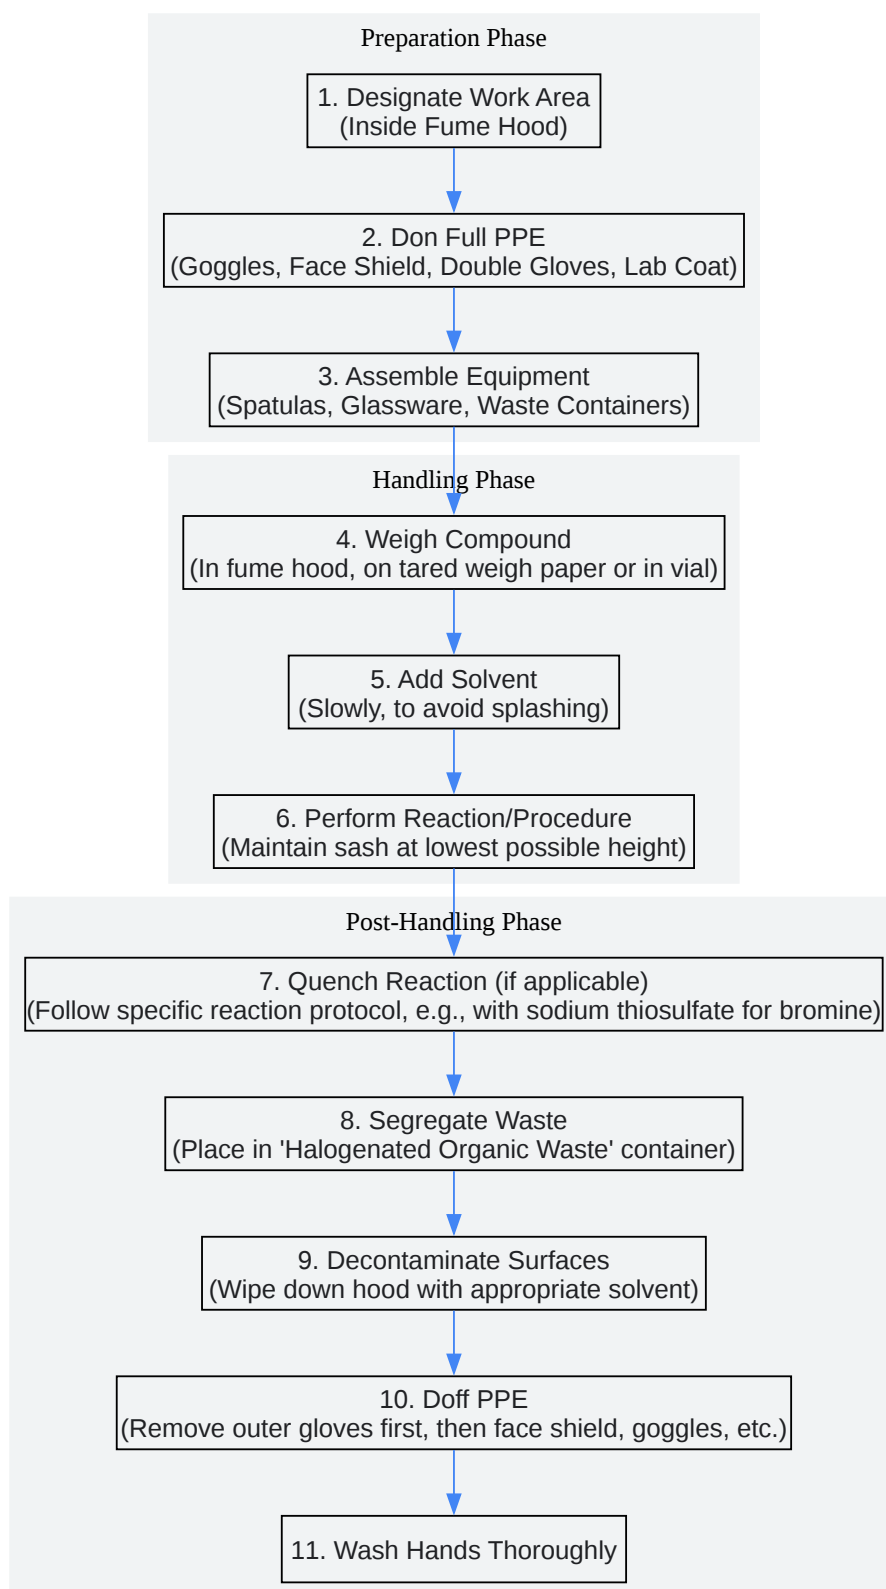 Preparation Phase
1. Designate Work Area
(Inside Fume Hood)
2. Don Full PPE
(Goggles, Face Shield, Double Gloves, Lab Coat)
3. Assemble Equipment
(Spatulas, Glassware, Waste Containers)
Handling Phase
4. Weigh Compound
(In fume hood, on tared weigh paper or in vial)
5. Add Solvent
(Slowly, to avoid splashing)
6. Perform Reaction/Procedure
(Maintain sash at lowest possible height)
Post-Handling Phase
7. Quench Reaction (if applicable)
(Follow specific reaction protocol, e.g., with sodium thiosulfate for bromine)
8. Segregate Waste
(Place in 'Halogenated Organic Waste' container)
9. Decontaminate Surfaces
(Wipe down hood with appropriate solvent)
10. Doff PPE
(Remove outer gloves first, then face shield, goggles, etc.)
11. Wash Hands Thoroughly